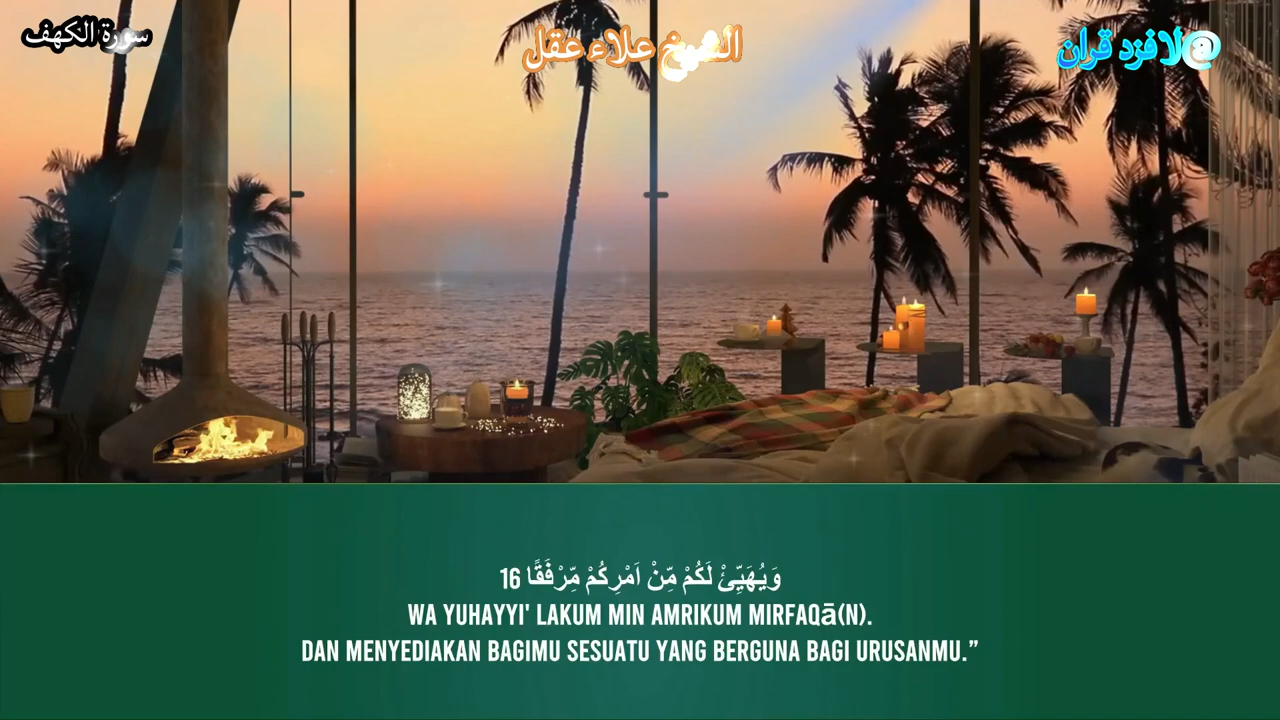 سورة الكهف
الشيخ علاء عقل
@لافزد قران
وَيُهَيِّئْ لَكُمْ مِّنْ اَمْرِكُمْ مِّرْفَقًا 16
WA YUHAYYI' LAKUM MIN AMRIKUM MIRFAQā(N).
DAN MENYEDIAKAN BAGIMU SESUATU YANG BERGUNA BAGI URUSANMU.”